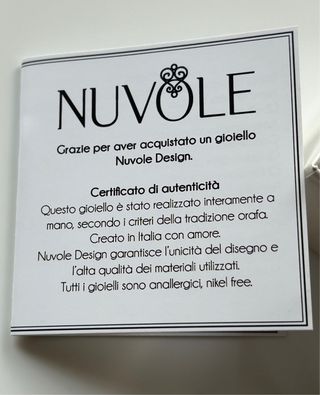 NUVOLE
Grazie per aver acquistato un gioiello
Nuvole Design.
Certificato di autenticità
Questo gioiello è stato realizzato interamente a
mano, secondo i criteri della tradizione orafa.
Creato in Italia con amore.
Nuvole Design garantisce l'unicità del disegno e
l'alta qualità dei materiali utilizzati.
Tutti i gioielli sono anallergici, nikel free.